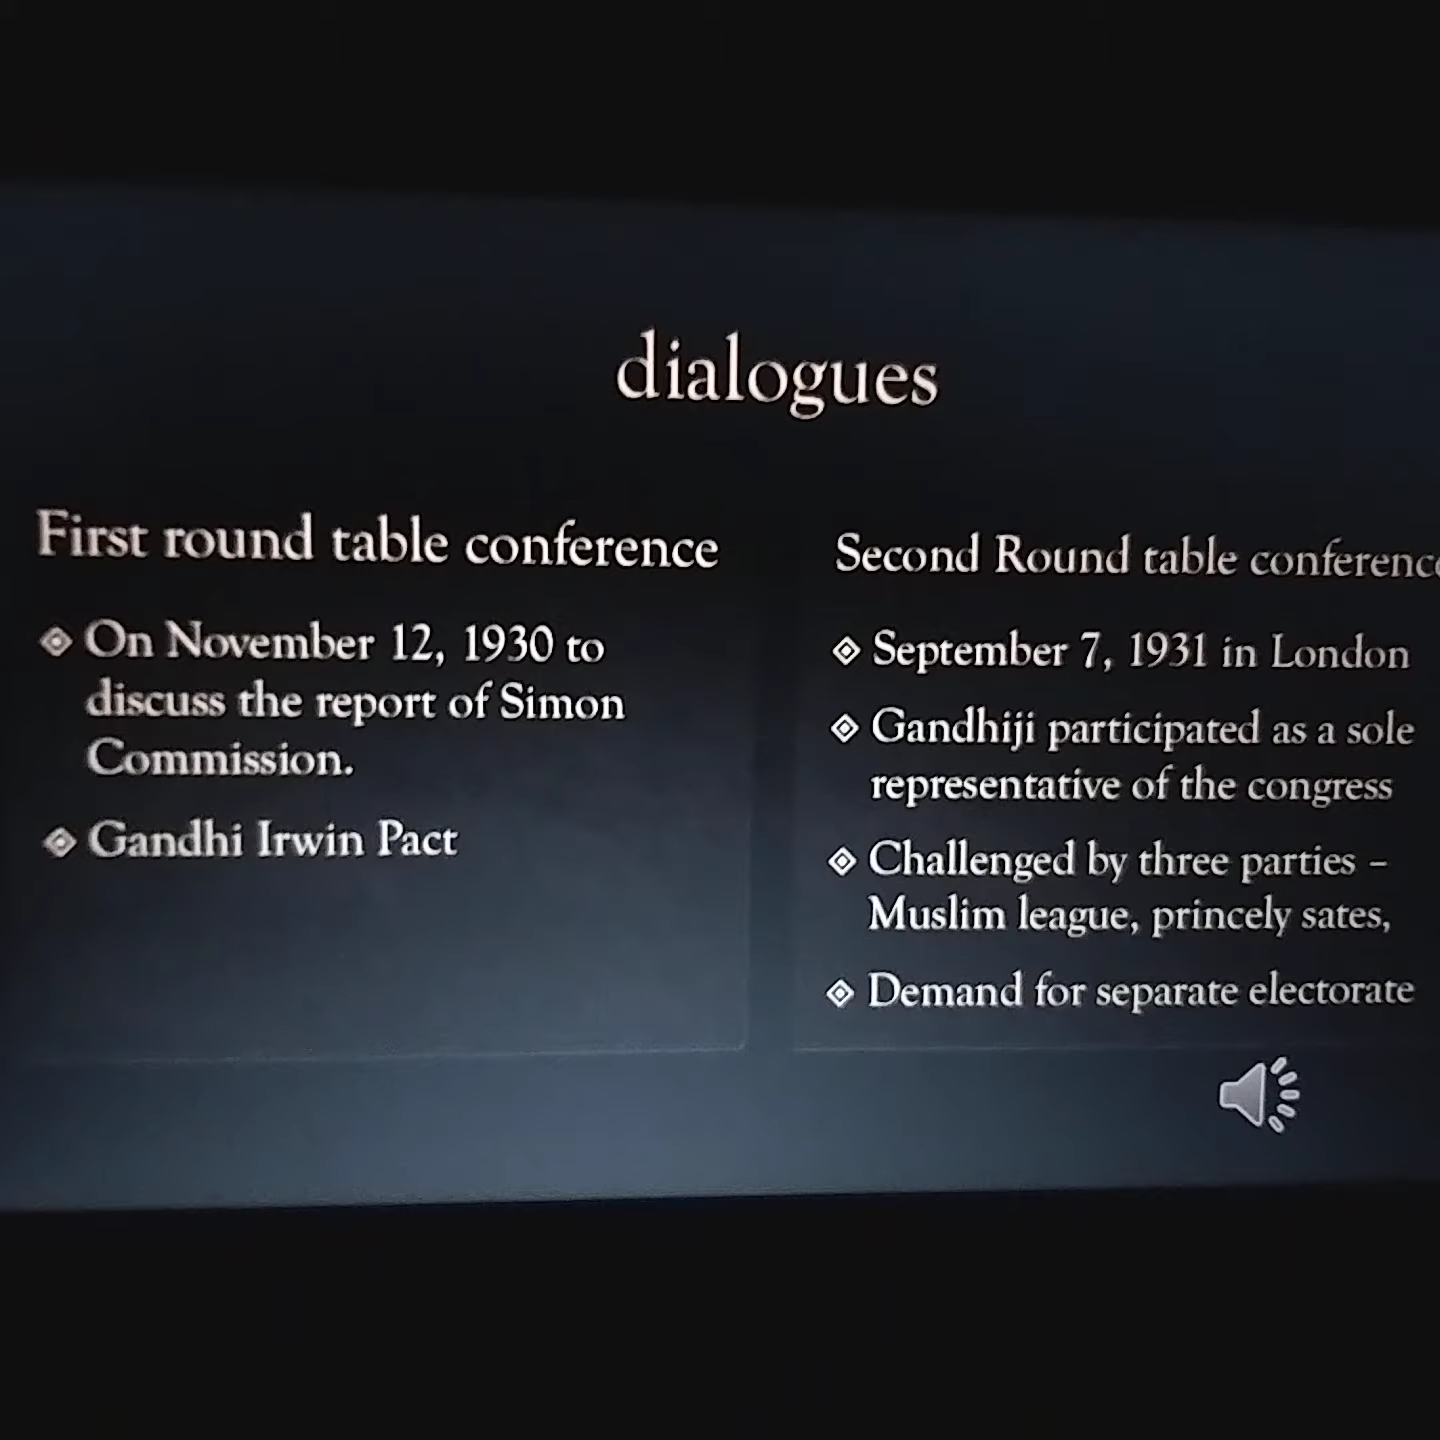 dialogues
First round table conference
On November 12, 1930 to
discuss the report of Simon
Commission.
Gandhi Irwin Pact
Second Round table conference
September 7, 1931 in London
Gandhiji participated as a sole
representative of the congress
Challenged by three parties –
Muslim league, princely sates,
Demand for separate electorate